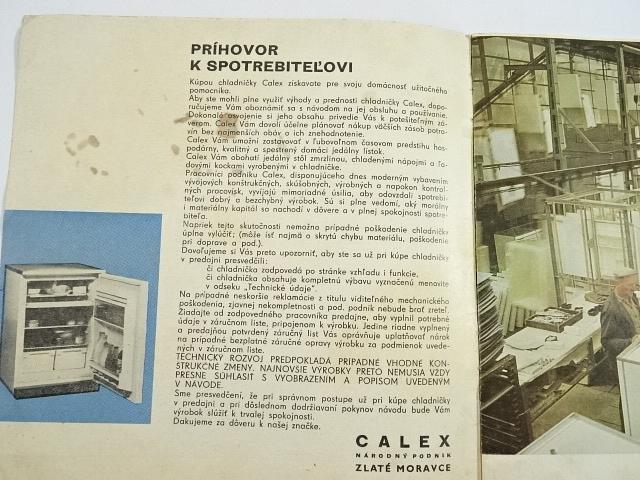 PRÍHOVOR
K SPOTREBITEĽOVI
Kúpou chladničky Calex získavate pre svoju domácnosť užitočného
pomocníka.
Aby ste mohli plne využiť výhody a prednosti chladničky Calex, dopo-
ručujeme Vám oboznámiť sa s návodom na jej obsluhu a používanie.
Dokonalé osvojenie si jeho obsahu privedie Vás k potešiteľným zá-
verom. Calex Vám dovolí účelne plánovať nákup väčších zásob potra-
vín bez najmenších obáv o ich znehodnotenie.
Calex Vám umožní zostavovať v ľubovoľnom časovom predstihu hos-
podárny, kvalitný a spestrený domáci jedálny lístok.
Calex Vám obohatí jedálny stôl zmrzlinou, chladenými nápojmi a ľa-
dovými kockami vyrobenými v chladničke.
Pracovníci podniku Calex, disponujúceho dnes moderným vybavením
vývojových konštrukčných, skúšobných, výrobných a napokon kontrol-
ných pracovísk, vyvíjajú mimoriadne úsilia, aby odovzdali spotrebi-
teľovi dobrý a bezchybný výrobok. Sú si plne vedomí, aký morálny
i materiálny kapitál sa nachodí v dôvere a v plnej spokojnosti spotre-
biteľa.
Napriek tejto skutočnosti nemožno prípadné poškodenie chladničky
úplne vylúčiť; (môže ísť najmä o skrytú chybu materiálu, poškodenie
pri doprave a pod.).
Dovoľujeme si Vás preto upozorniť, aby ste sa už pri kúpe chladničky
v predajni presvedčili:
či chladnička zodpovedá po stránke vzhľadu i funkcie,
či chladnička obsahuje kompletnú výbavu vyznačenú menovite
v odseku „Technické údaje".
Na prípadné neskoršie reklamácie z titulu viditeľného mechanického
poškodenia, zjavnej nekompletnosti a pod. podnik nebude brať zreteľ.
Žiadajte od zodpovedného pracovníka predajne, aby vyplnil potrebné
údaje v záručnom liste, pripojenom k výrobku. Jedine riadne vyplnený
a predajňou potvrdený záručný list Vás oprávňuje uplatňovať nárok
na prípadné bezplatné záručné opravy výrobku za podmienok uvede-
ných v záručnom liste.
TECHNICKÝ ROZVOJ PREDPOKLADÁ PRÍPADNÉ VHODNÉ KON-
ŠTRUKČNÉ ZMENY. NAJNOVŠIE VÝROBKY PRETO NEMUSIA VŽDY
PRESNE SÚHLASIŤ S VYOBRAZENÍM A POPISOM UVEDENÝM
V NÁVODE.
Sme presvedčení, že pri správnom postupe už pri kúpe chladničky
v predajni a pri dôslednom dodržiavaní pokynov návodu bude Vám
výrobok slúžiť k trvalej spokojnosti.
Ďakujeme za dôveru k našej značke.
CALEX
NÁRODNÝ PODNIK
ZLATÉ MORAVCE